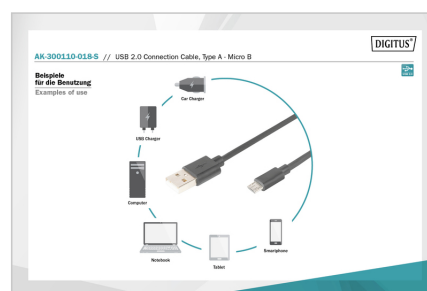 DIGITUS®
AK-300110-018-S // USB 2.0 Connection Cable, Type A - Micro B
Beispiele
für die Benutzung
Examples of use
Car Charger
USB Charger
Computer
Notebook
Tablet
Smartphone